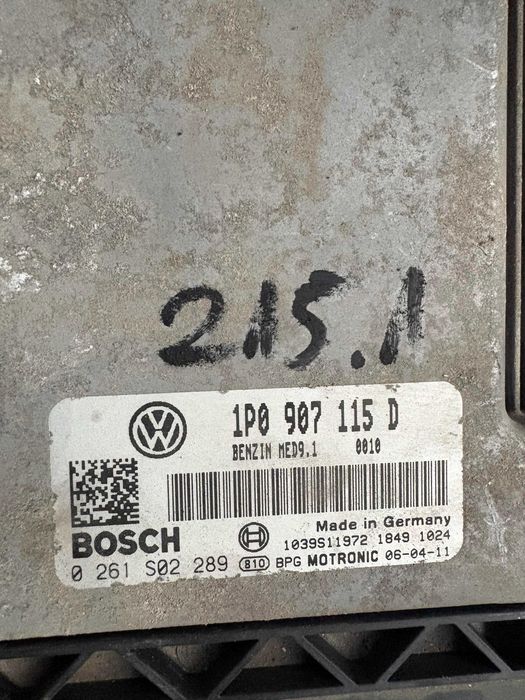 215.1
1P0 907 115 D
BENZIN MED9.1 0010
Made in Germany
BOSCH 1039S11972 1849 1024
0 261 S02 289 810 BPG MOTRONIC 06-04-11